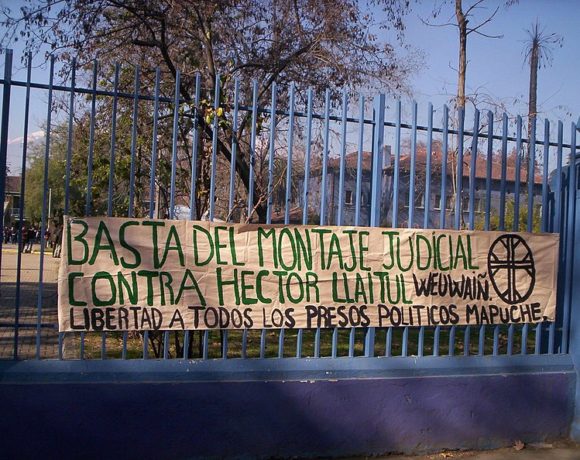 BASTA DEL MONTAJE JUDICIAL
CONTRA HECTOR LLAITUL WEUWAIÑ.
LIBERTAD A TODOS LOS PRESOS POLITICOS MAPUCHE.